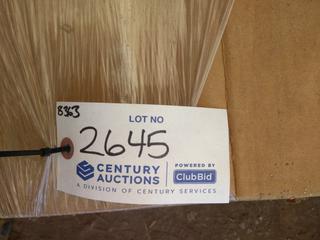 8363
LOT NO
2645
CENTURY AUCTIONS
POWERED BY
ClubBid
A DIVISION OF CENTURY SERVICES